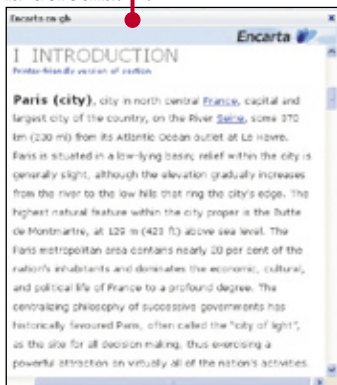 Encarta en-gb
Encarta
I INTRODUCTION
Printer-friendly version of section
Paris (city), city in north central France, capital and
largest city of the country, on the River Seine, some 370
km (230 mi) from its Atlantic Ocean outlet at Le Havre.
Paris is situated in a low-lying basin; relief within the city is
generally slight, although the elevation gradually increases
from the river to the low hills that ring the city's edge. The
highest natural feature within the city proper is the Butte
de Montmartre, at 129 m (423 ft) above sea level. The
Paris metropolitan area contains nearly 20 per cent of the
nation's inhabitants and dominates the economic, cultural,
and political life of France to a profound degree. The
centralizing philosophy of successive governments has
historically favoured Paris, often called the "city of light",
as the site for all decision making, thus exercising a
powerful attraction on virtually all of the nation's activities.